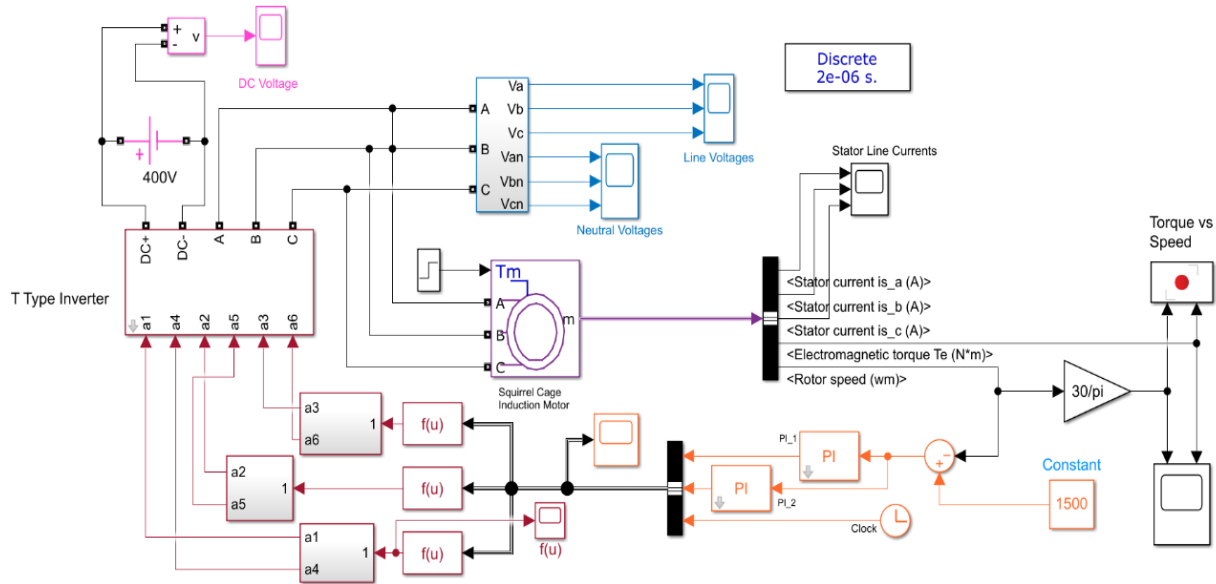 +
-
v
DC Voltage
Discrete
2e-06 s.
Va
Vb
Vc
Van
Vbn
Vcn
A
B
C
Line Voltages
Neutral Voltages
Stator Line Currents
+
400V
DC+
DC-
A
B
C
T Type Inverter
a1
a4
a2
a5
a3
a6
Tm
A
B
C
m
Squirrel Cage
Induction Motor
<Stator current is_a (A)>
<Stator current is_b (A)>
<Stator current is_c (A)>
<Electromagnetic torque Te (N*m)>
<Rotor speed (wm)>
Torque vs
Speed
30/pi
a3
a6
1
f(u)
a2
a5
1
f(u)
a1
a4
1
f(u)
f(u)
PI_1
PI
PI
PI_2
Clock
-
+
Constant
1500